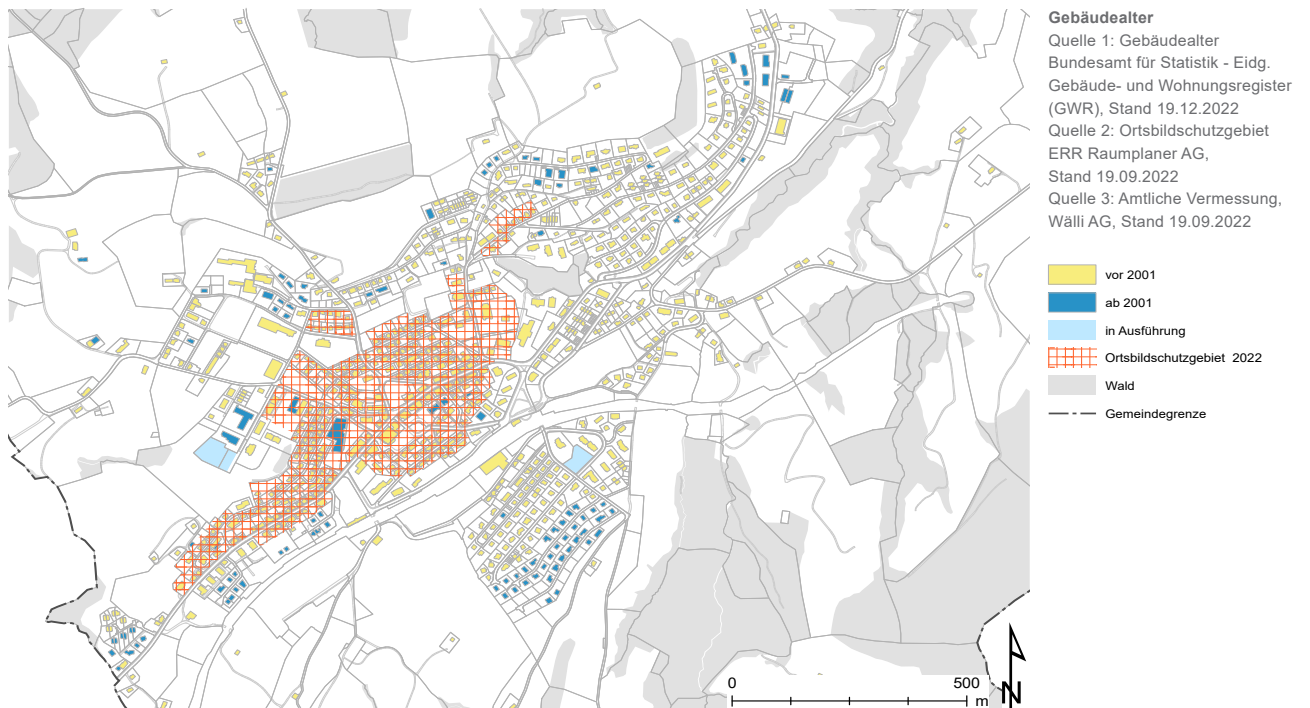 Gebäudealter
Quelle 1: Gebäudealter
Bundesamt für Statistik - Eidg.
Gebäude- und Wohnungsregister
(GWR), Stand 19.12.2022
Quelle 2: Ortsbildschutzgebiet
ERR Raumplaner AG,
Stand 19.09.2022
Quelle 3: Amtliche Vermessung,
Wälli AG, Stand 19.09.2022
vor 2001
ab 2001
in Ausführung
Ortsbildschutzgebiet 2022
Wald
Gemeindegrenze
0 500
m
N